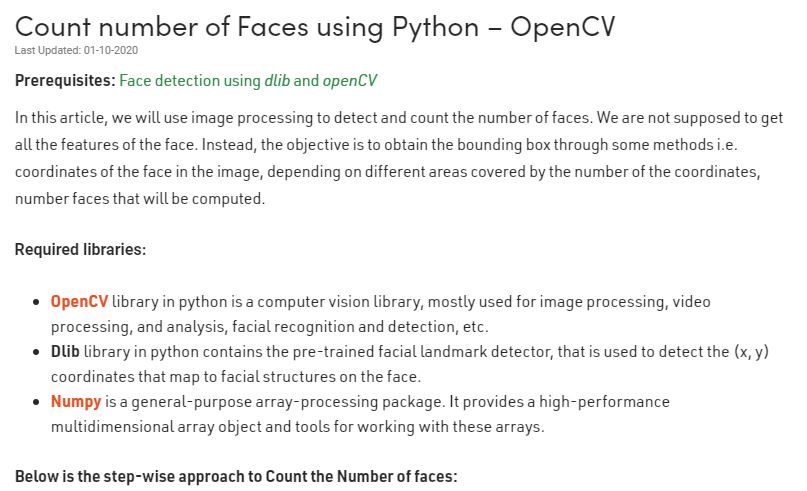 Count number of Faces using Python – OpenCV
Last Updated: 01-10-2020
Prerequisites: Face detection using dlib and openCV
In this article, we will use image processing to detect and count the number of faces. We are not supposed to get
all the features of the face. Instead, the objective is to obtain the bounding box through some methods i.e.
coordinates of the face in the image, depending on different areas covered by the number of the coordinates,
number faces that will be computed.
Required libraries:
• OpenCV library in python is a computer vision library, mostly used for image processing, video
processing, and analysis, facial recognition and detection, etc.
• Dlib library in python contains the pre-trained facial landmark detector, that is used to detect the (x, y)
coordinates that map to facial structures on the face.
• Numpy is a general-purpose array-processing package. It provides a high-performance
multidimensional array object and tools for working with these arrays.
Below is the step-wise approach to Count the Number of faces: